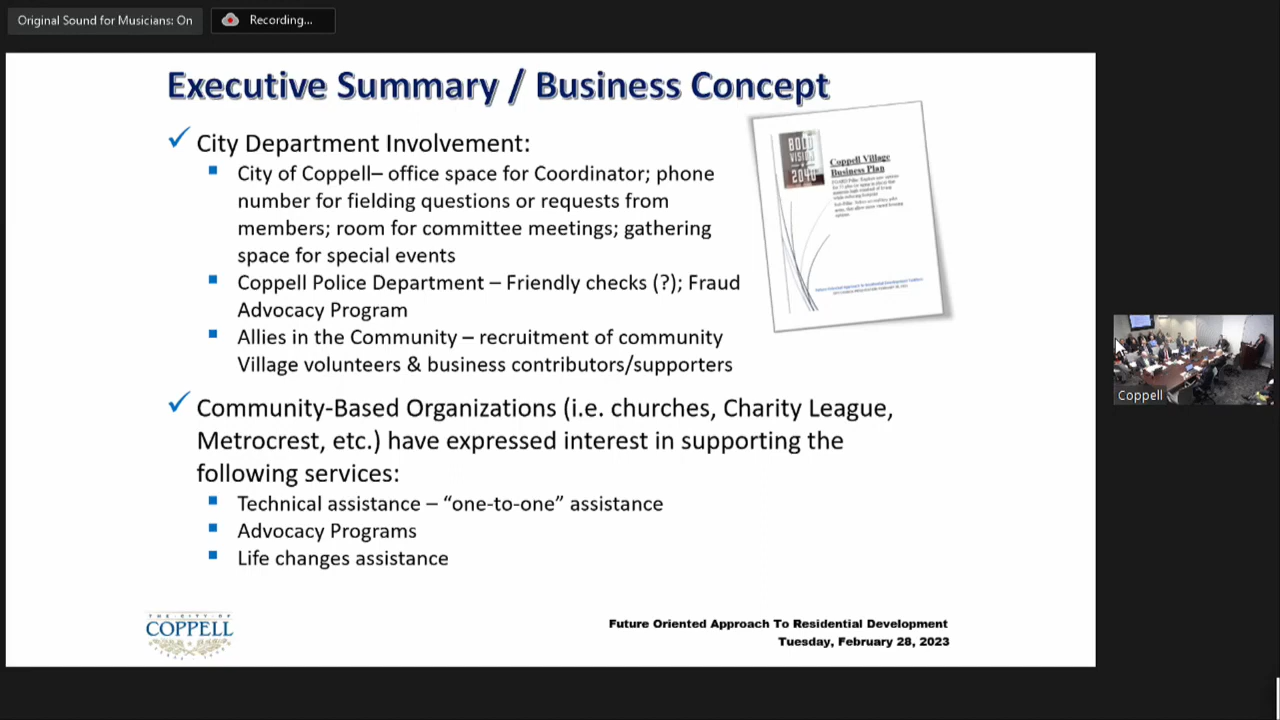 Original Sound for Musicians: On
Recording...
Executive Summary / Business Concept
✓ City Department Involvement:
▪ City of Coppell– office space for Coordinator; phone
number for fielding questions or requests from
members; room for committee meetings; gathering
space for special events
▪ Coppell Police Department – Friendly checks (?); Fraud
Advocacy Program
▪ Allies in the Community – recruitment of community
Village volunteers & business contributors/supporters
BOLD
VISION
2040
Coppell Village
Business Plan
✓ Community-Based Organizations (i.e. churches, Charity League,
Metrocrest, etc.) have expressed interest in supporting the
following services:
▪ Technical assistance – “one-to-one” assistance
▪ Advocacy Programs
▪ Life changes assistance
Coppell
THE CITY OF
COPPELL
Future Oriented Approach To Residential Development
Tuesday, February 28, 2023